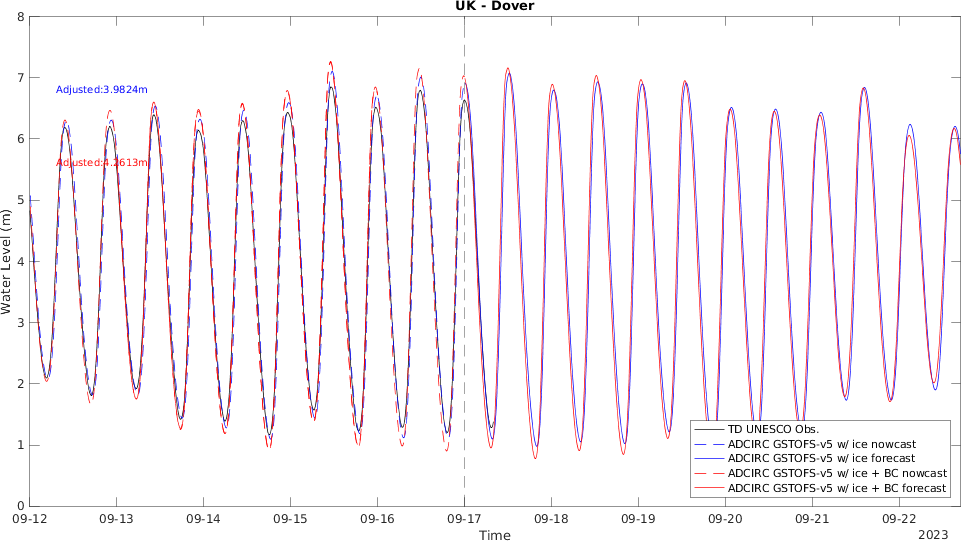 UK - Dover
8
7
6
5
4
3
2
1
0
Water Level (m)
Adjusted:3.9824m
Adjusted:4.2613m
TD UNESCO Obs.
ADCIRC GSTOFS-v5 w/ ice nowcast
ADCIRC GSTOFS-v5 w/ ice forecast
ADCIRC GSTOFS-v5 w/ ice + BC nowcast
ADCIRC GSTOFS-v5 w/ ice + BC forecast
09-12 09-13 09-14 09-15 09-16 09-17 09-18 09-19 09-20 09-21 09-22
Time
2023